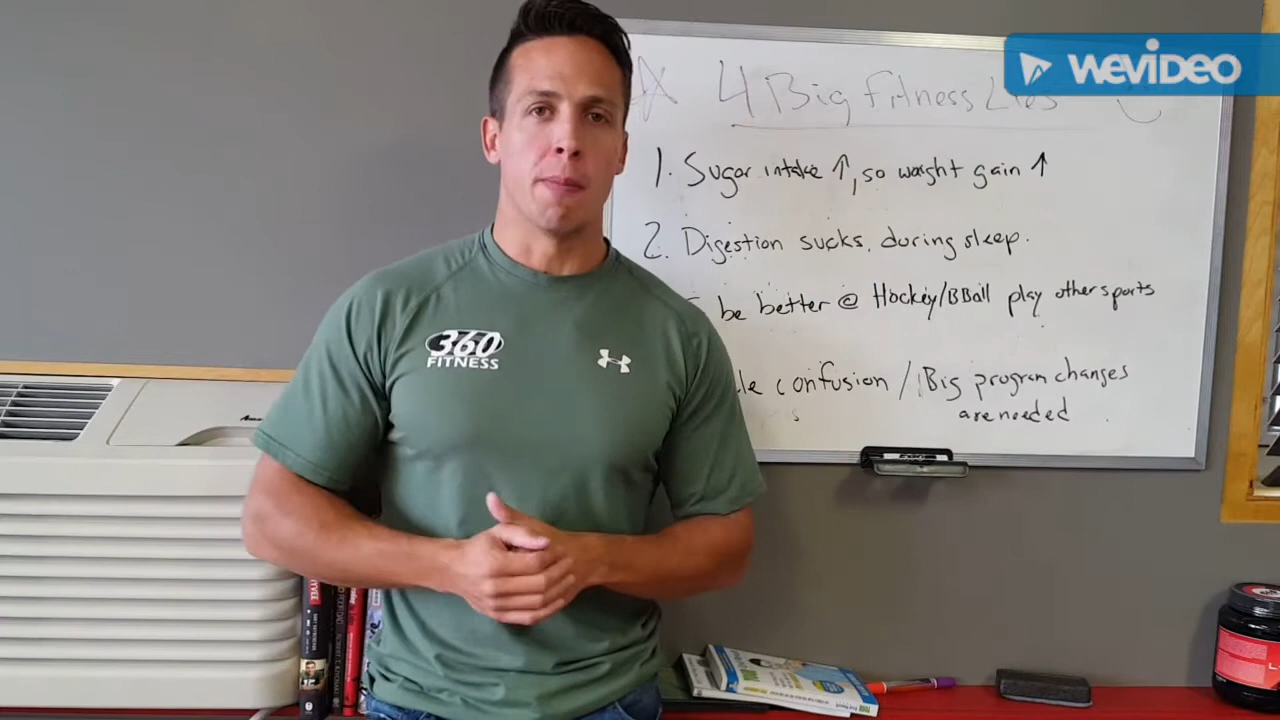 WEVIDEO
4 Big Fitness Lies
1. Sugar intake ↑, so weight gain ↑
2. Digestion sucks during sleep.
be better @ Hockey/BBall play other sports
confusion / Big program changes
are needed
360
FITNESS